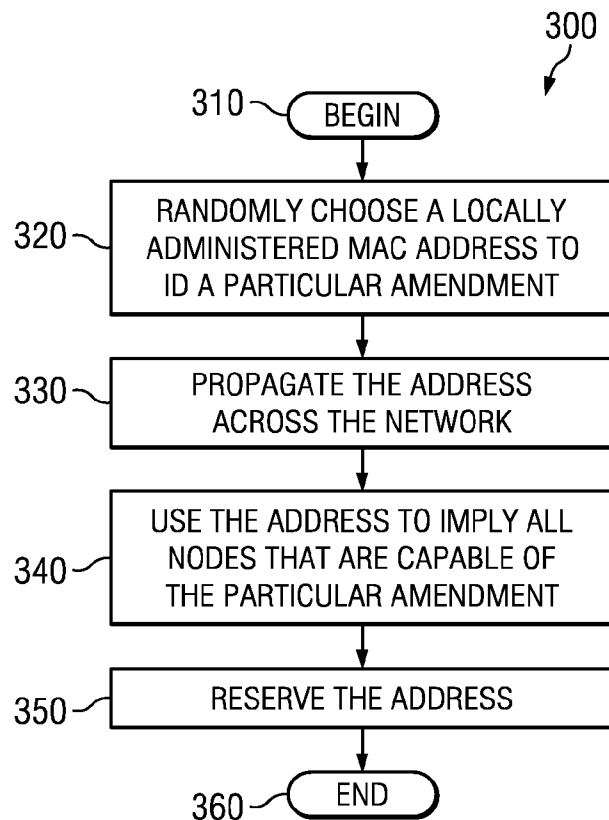 300
310
BEGIN
320
RANDOMLY CHOOSE A LOCALLY
ADMINISTERED MAC ADDRESS TO
ID A PARTICULAR AMENDMENT
330
PROPAGATE THE ADDRESS
ACROSS THE NETWORK
340
USE THE ADDRESS TO IMPLY ALL
NODES THAT ARE CAPABLE OF
THE PARTICULAR AMENDMENT
350
RESERVE THE ADDRESS
360
END